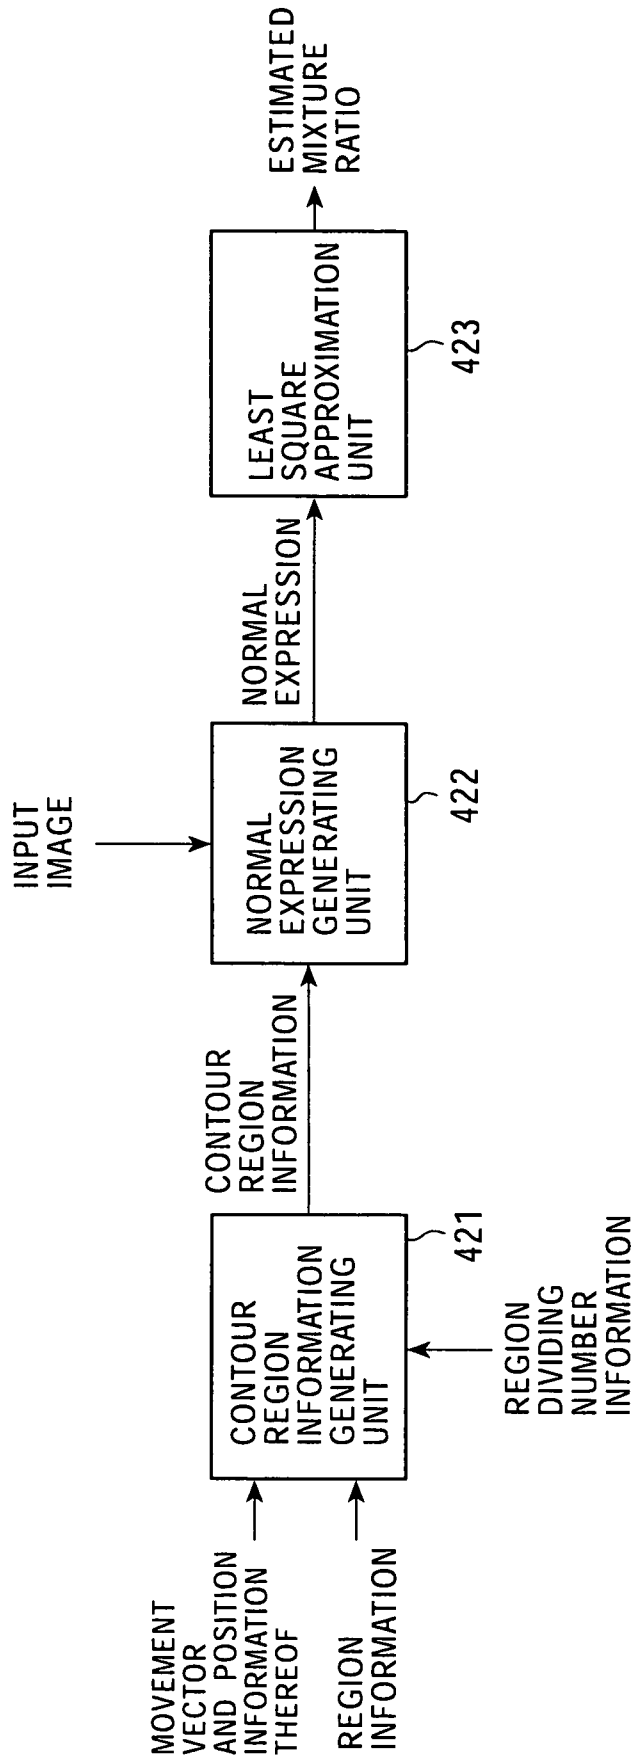 MOVEMENT
VECTOR
AND POSITION
INFORMATION
THEREOF
REGION
INFORMATION
CONTOUR
REGION
INFORMATION
GENERATING
UNIT
421
REGION
DIVIDING
NUMBER
INFORMATION
CONTOUR
REGION
INFORMATION
INPUT
IMAGE
NORMAL
EXPRESSION
GENERATING
UNIT
422
NORMAL
EXPRESSION
LEAST
SQUARE
APPROXIMATION
UNIT
423
ESTIMATED
MIXTURE
RATIO